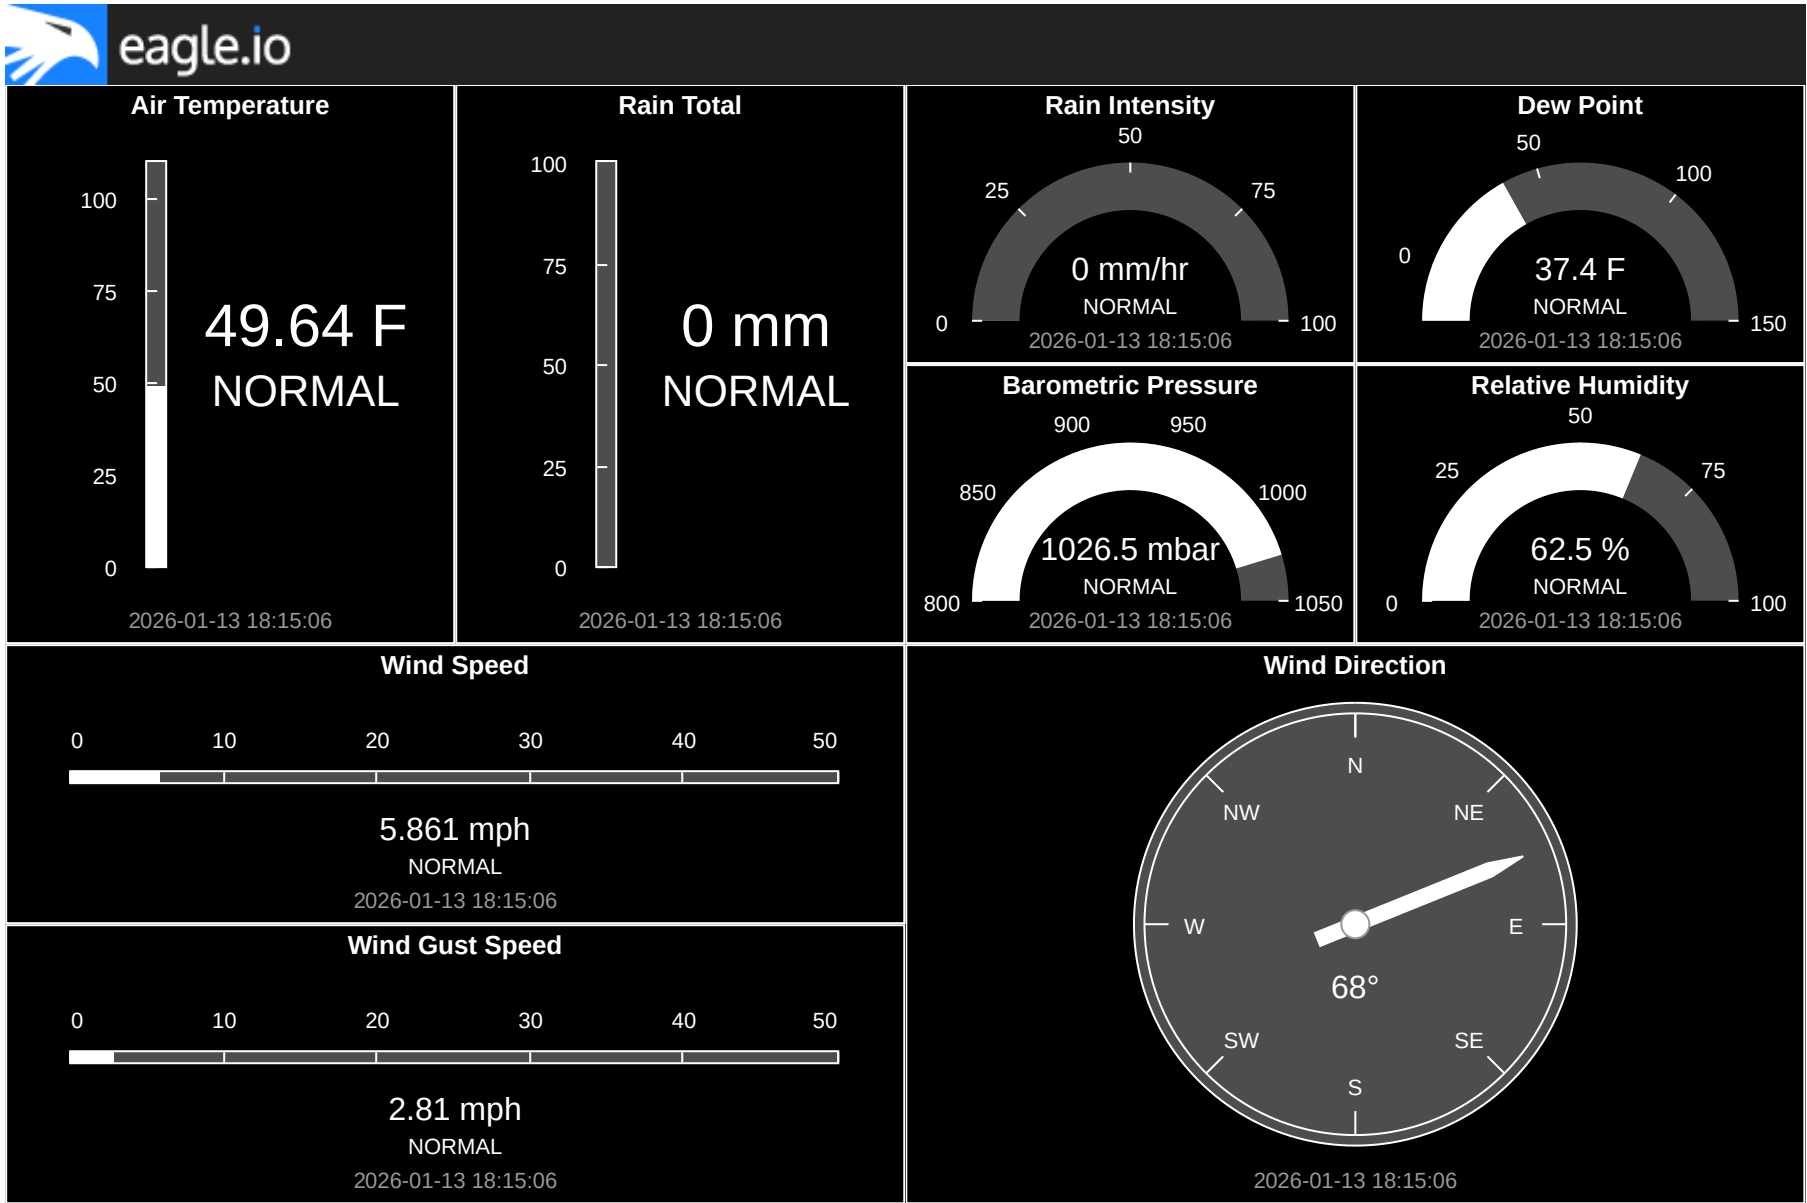 eagle.io
Air Temperature
100
75
50
25
0
49.64 F
NORMAL
2026-01-13 18:15:06
Rain Total
100
75
50
25
0
0 mm
NORMAL
2026-01-13 18:15:06
Rain Intensity
50
25
75
0
100
0 mm/hr
NORMAL
2026-01-13 18:15:06
Dew Point
50
100
0
150
37.4 F
NORMAL
2026-01-13 18:15:06
Barometric Pressure
900
950
850
1000
800
1050
1026.5 mbar
NORMAL
2026-01-13 18:15:06
Relative Humidity
50
25
75
0
100
62.5 %
NORMAL
2026-01-13 18:15:06
Wind Speed
0 10 20 30 40 50
5.861 mph
NORMAL
2026-01-13 18:15:06
Wind Gust Speed
0 10 20 30 40 50
2.81 mph
NORMAL
2026-01-13 18:15:06
Wind Direction
N
NW
NE
W
E
68°
SW
SE
S
2026-01-13 18:15:06